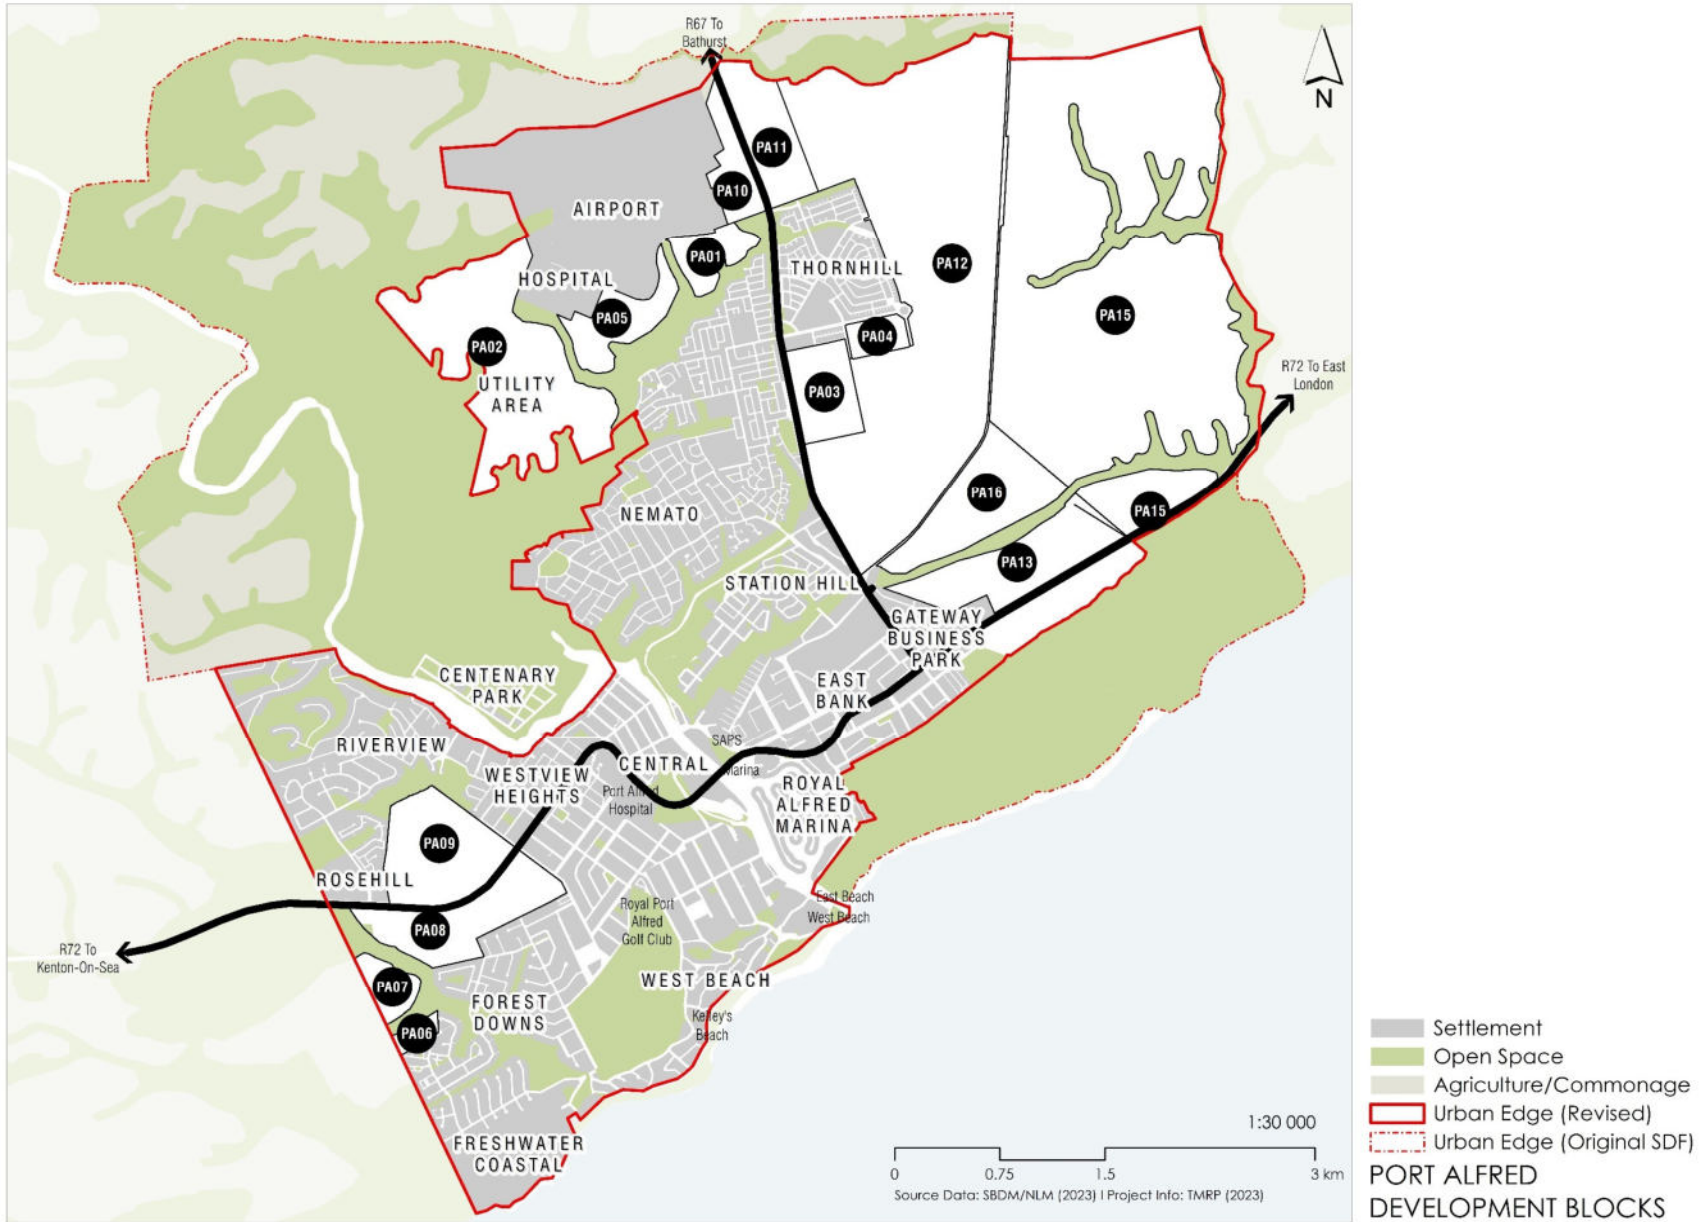 R67 To
Bathurst
N
PA11
PA10
AIRPORT
PA01
THORNHILL
PA12
HOSPITAL
PA05
PA15
PA04
PA02
UTILITY
AREA
PA03
R72 To East
London
PA16
PA15
NEMATO
PA13
STATION HILL
GATEWAY
BUSINESS
PARK
CENTENARY
PARK
EAST
BANK
RIVERVIEW
SAPS
CENTRAL
Marina
WESTVIEW
HEIGHTS
Port Alfred
Hospital
ROYAL
ALFRED
MARINA
PA09
ROSEHILL
East Beach
West Beach
Royal Port
Alfred
Golf Club
PA08
R72 To
Kenton-On-Sea
PA07
WEST BEACH
FOREST
DOWNS
PA06
Kelley's
Beach
FRESHWATER
COASTAL
1:30 000
0 0.75 1.5 3 km
Source Data: SBDM/NLM (2023) I Project Info: TMRP (2023)
Settlement
Open Space
Agriculture/Commonage
Urban Edge (Revised)
Urban Edge (Original SDF)
PORT ALFRED
DEVELOPMENT BLOCKS